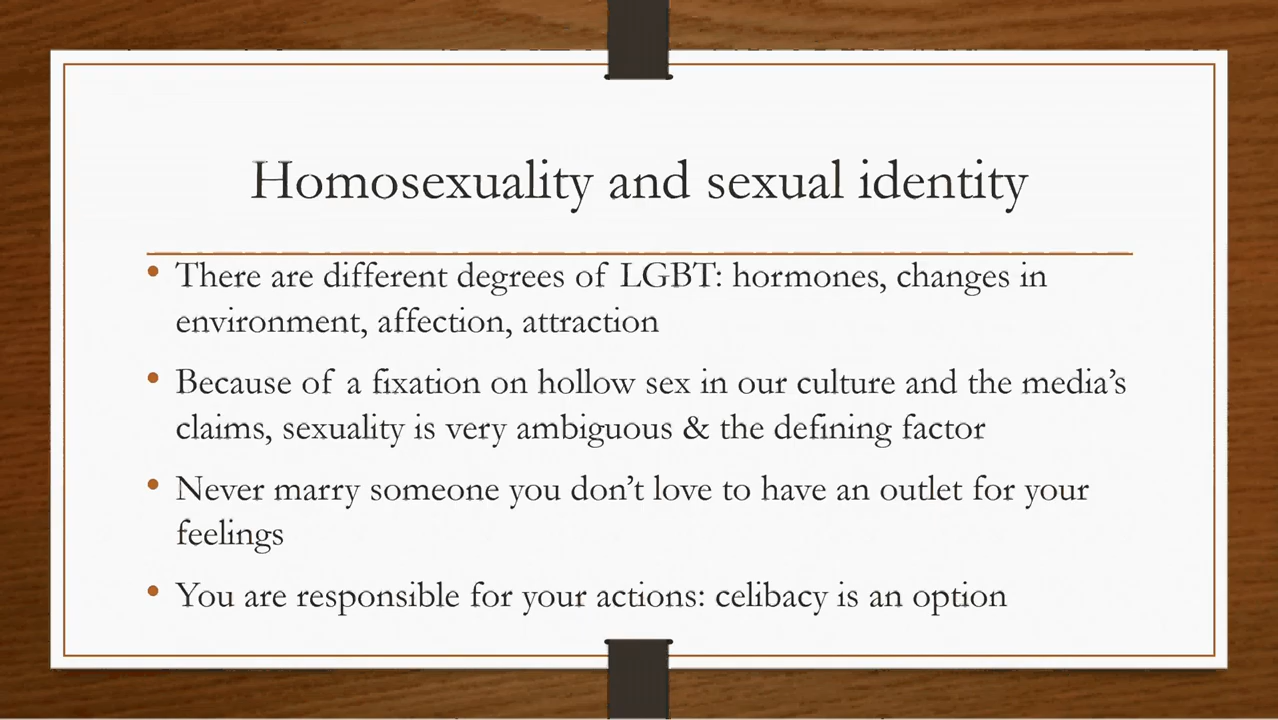 Homosexuality and sexual identity
• There are different degrees of LGBT: hormones, changes in
environment, affection, attraction
• Because of a fixation on hollow sex in our culture and the media’s
claims, sexuality is very ambiguous & the defining factor
• Never marry someone you don’t love to have an outlet for your
feelings
• You are responsible for your actions: celibacy is an option